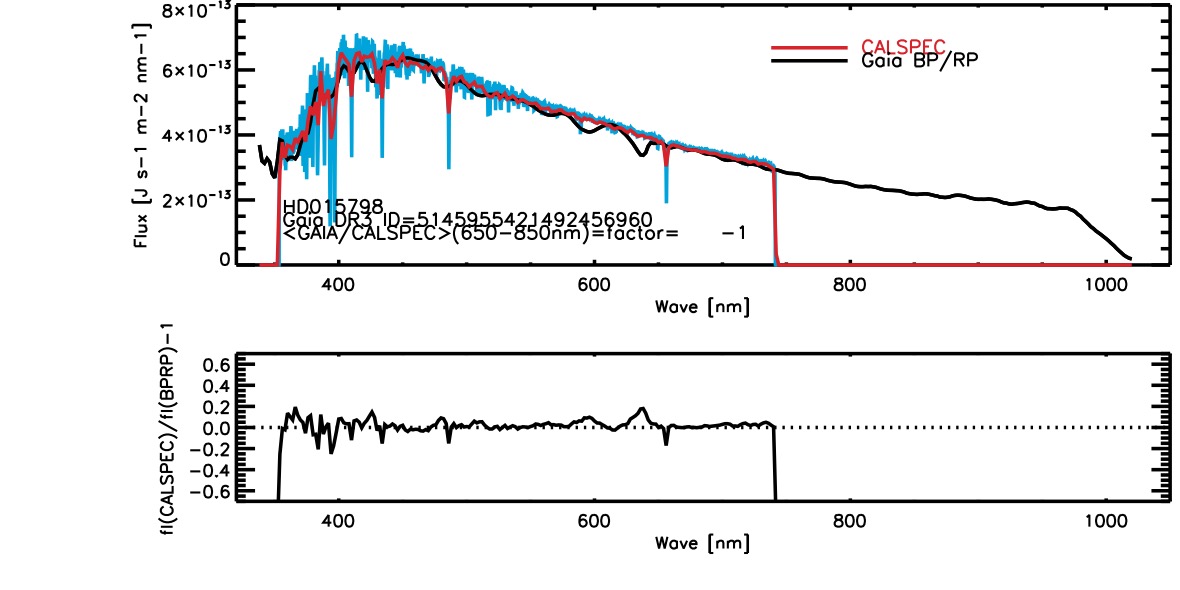 8×10−13
6×10−13
4×10−13
2×10−13
0
Flux [J s−1 m−2 nm−1]
CALSPEC
Gaia BP/RP
HD015798
Gaia DR3 ID=5145955421492456960
<GAIA/CALSPEC>(650−850nm)=factor= −1
400 600 800 1000
Wave [nm]
fl(CALSPEC)/fl(BPRP)−1
0.6
0.4
0.2
0.0
−0.2
−0.4
−0.6
400 600 800 1000
Wave [nm]